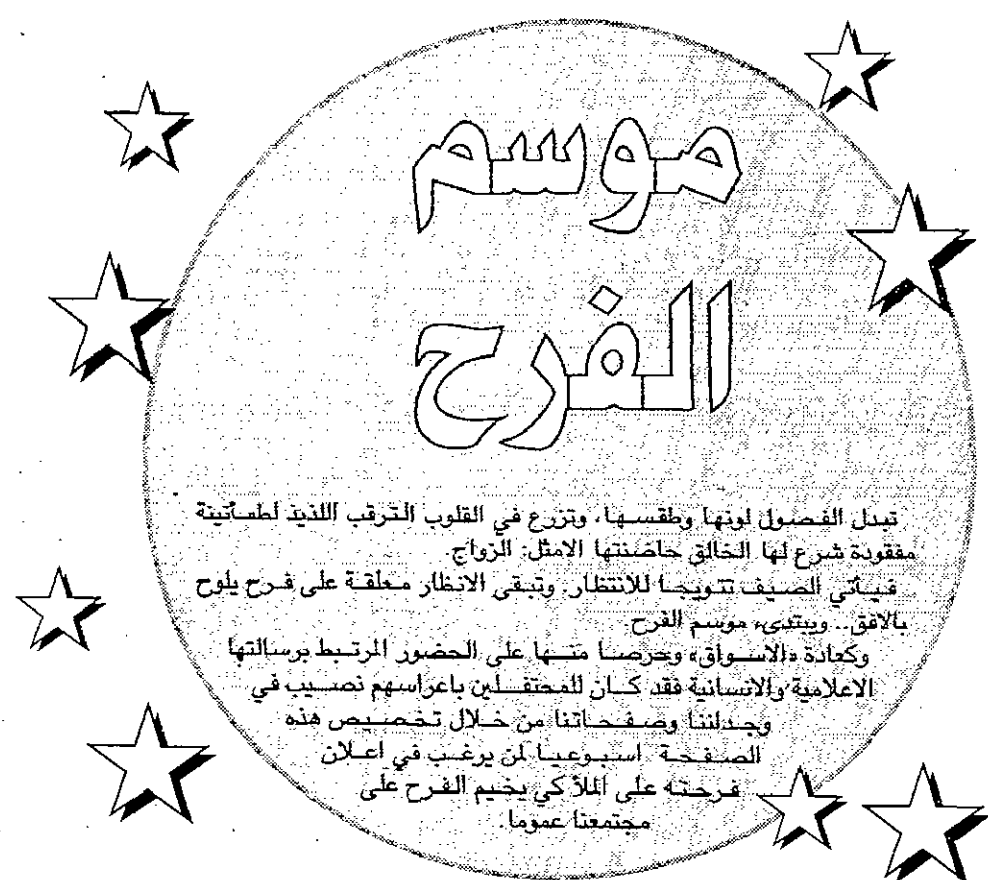 موسم
الفرح
تبدل الفصول لونها وطقسها، وتزرع في القلوب الترقب اللذيذ لطمأنينة
مفقودة شرع لها الخالق حاضنتها الامثل: الزواج.
فيأتي الصيف تتويجا للانتظار. وتبقى الانظار معلقة على فرح يلوح
بالافق.. ويبتدىء موسم الفرح.
وكعادة «الاسواق» وحرصا منها على الحضور المرتبط برسالتها
الاعلامية والانسانية فقد كان للمحتفلين باعراسهم نصيب في
وجداننا وصفحاتنا من خلال تخصيص هذه
الصفحة اسبوعيا لمن يرغب في اعلان
فرحته على الملأ كي يخيم الفرح على
مجتمعنا عموما.